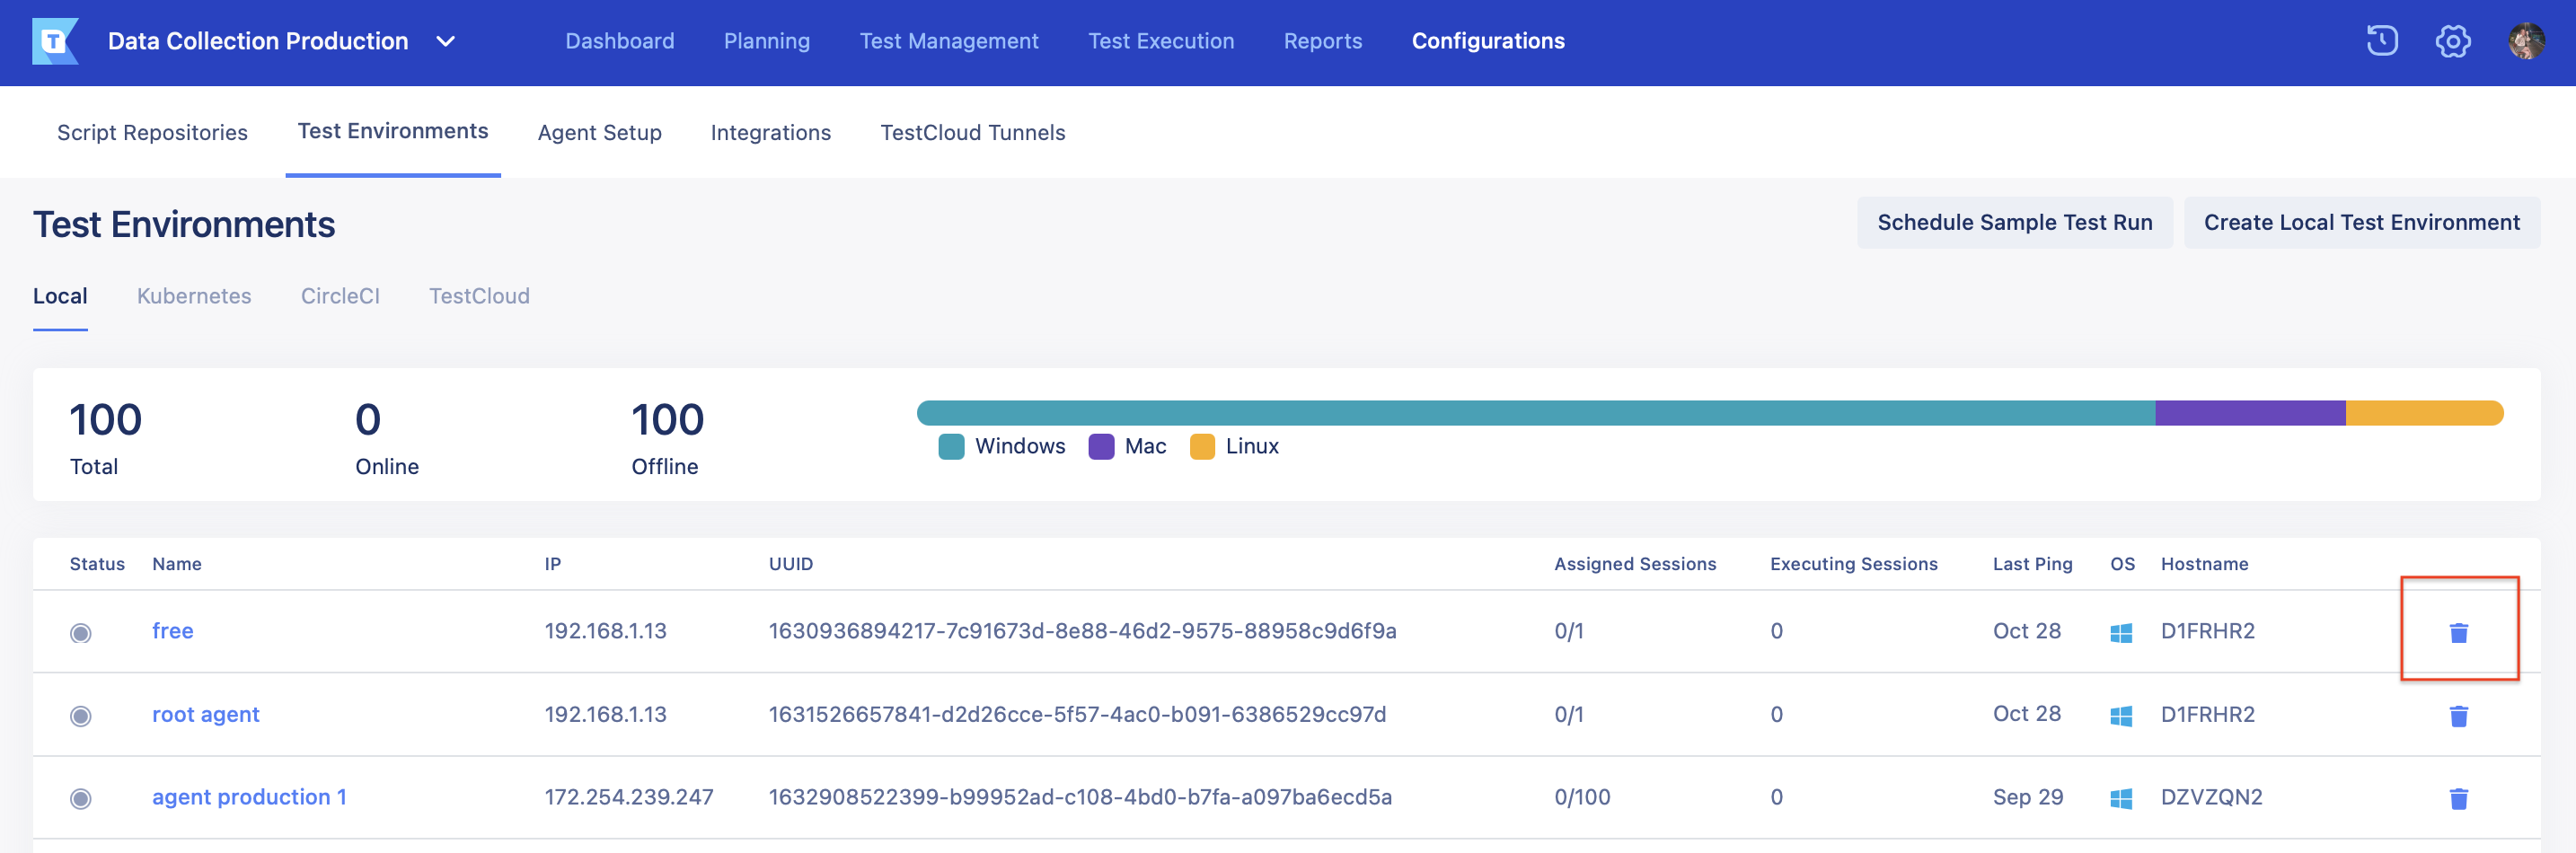 T Data Collection Production Dashboard Planning Test Management Test Execution Reports Configurations
Script Repositories Test Environments Agent Setup Integrations TestCloud Tunnels
Test Environments Schedule Sample Test Run Create Local Test Environment
Local Kubernetes CircleCI TestCloud
100 0 100
Windows Mac Linux
Total Online Offline
Status Name IP UUID Assigned Sessions Executing Sessions Last Ping OS Hostname
free 192.168.1.13 1630936894217-7c91673d-8e88-46d2-9575-88958c9d6f9a 0/1 0 Oct 28 D1FRHR2
root agent 192.168.1.13 1631526657841-d2d26cce-5f57-4ac0-b091-6386529cc97d 0/1 0 Oct 28 D1FRHR2
agent production 1 172.254.239.247 1632908522399-b99952ad-c108-4bd0-b7fa-a097ba6ecd5a 0/100 0 Sep 29 DZVZQN2